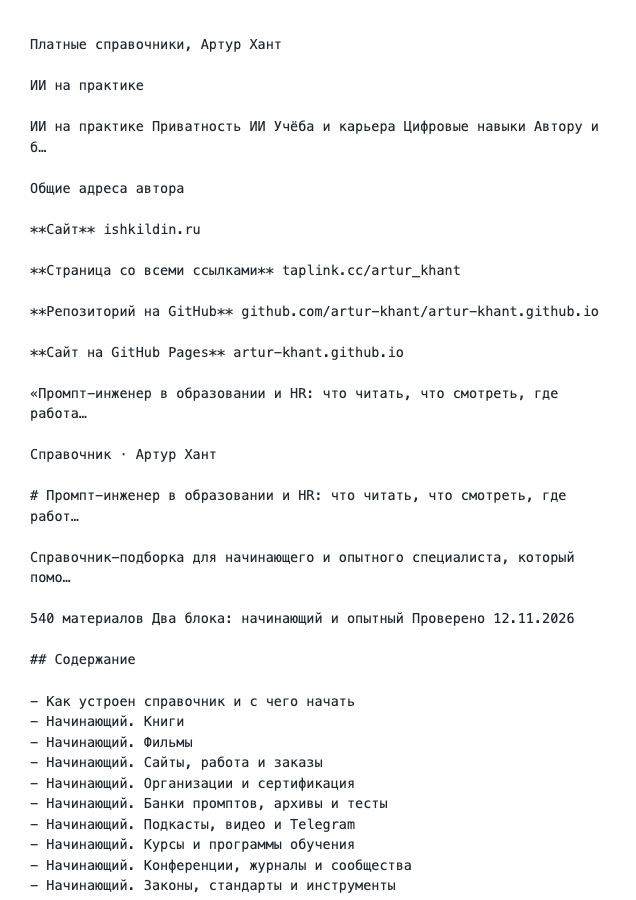 Платные справочники, Артур Хант
ИИ на практике
ИИ на практике Приватность ИИ Учёба и карьера Цифровые навыки Автору и
б…
Общие адреса автора
**Сайт** ishkildin.ru
**Страница со всеми ссылками** taplink.cc/artur_khant
**Репозиторий на GitHub** github.com/artur-khant/artur-khant.github.io
**Сайт на GitHub Pages** artur-khant.github.io
«Промпт-инженер в образовании и HR: что читать, что смотреть, где
работа…
Справочник · Артур Хант
# Промпт-инженер в образовании и HR: что читать, что смотреть, где
работ…
Справочник-подборка для начинающего и опытного специалиста, который
помо…
540 материалов Два блока: начинающий и опытный Проверено 12.11.2026
## Содержание
- Как устроен справочник и с чего начать
- Начинающий. Книги
- Начинающий. Фильмы
- Начинающий. Сайты, работа и заказы
- Начинающий. Организации и сертификация
- Начинающий. Банки промптов, архивы и тесты
- Начинающий. Подкасты, видео и Telegram
- Начинающий. Курсы и программы обучения
- Начинающий. Конференции, журналы и сообщества
- Начинающий. Законы, стандарты и инструменты